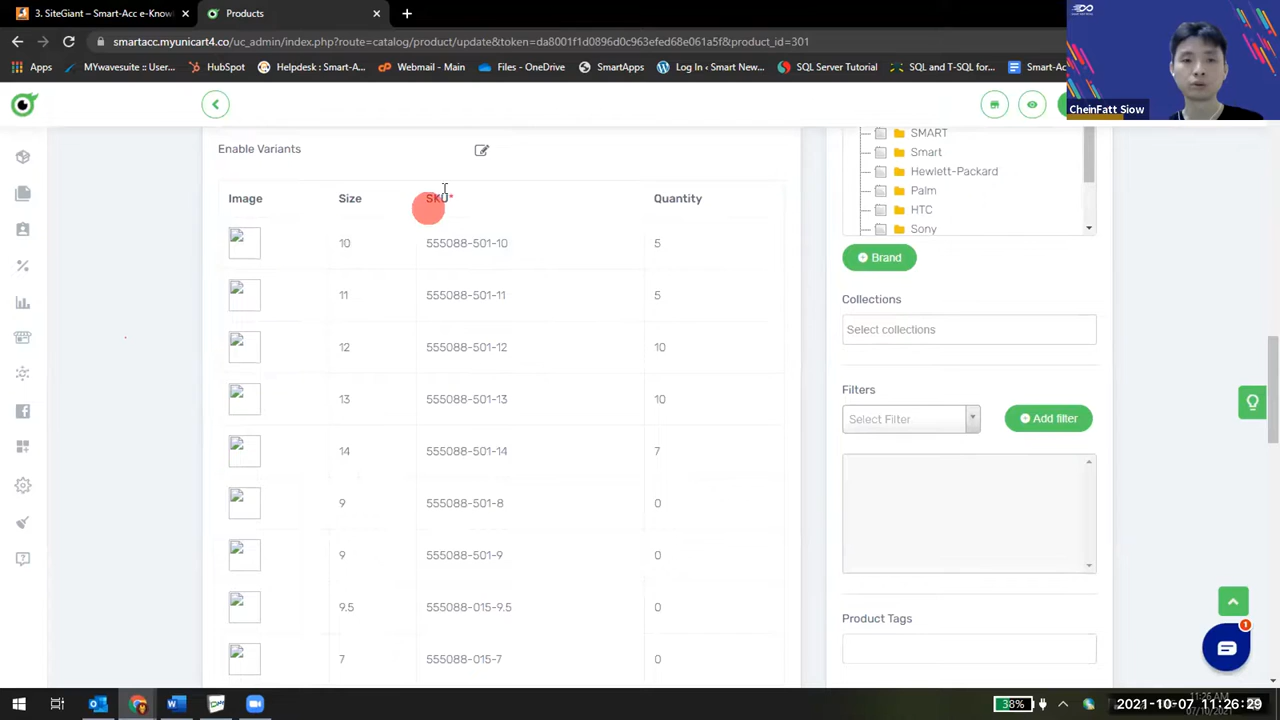 3. SiteGiant – Smart-Acc e-Know
Products
smartacc.myunicart4.co/uc_admin/index.php?route=catalog/product/update&token=da8001f1d0896d0c963efed68e061a5f&product_id=301
Apps
MYwavesuite :: User...
HubSpot
Helpdesk : Smart-A...
Webmail - Main
Files - OneDrive
SmartApps
Log In ‹ Smart New...
SQL Server Tutorial
SQL and T-SQL for...
Smart-Ac
CheinFatt Siow
Enable Variants
Image Size SKU* Quantity
10 555088-501-10 5
11 555088-501-11 5
12 555088-501-12 10
13 555088-501-13 10
14 555088-501-14 7
9 555088-501-8 0
9 555088-501-9 0
9.5 555088-015-9.5 0
7 555088-015-7 0
SMART
Smart
Hewlett-Packard
Palm
HTC
Sony
Brand
Collections
Select collections
Filters
Select Filter
Add filter
Product Tags
1
38%
2021-10-07 11:26:29